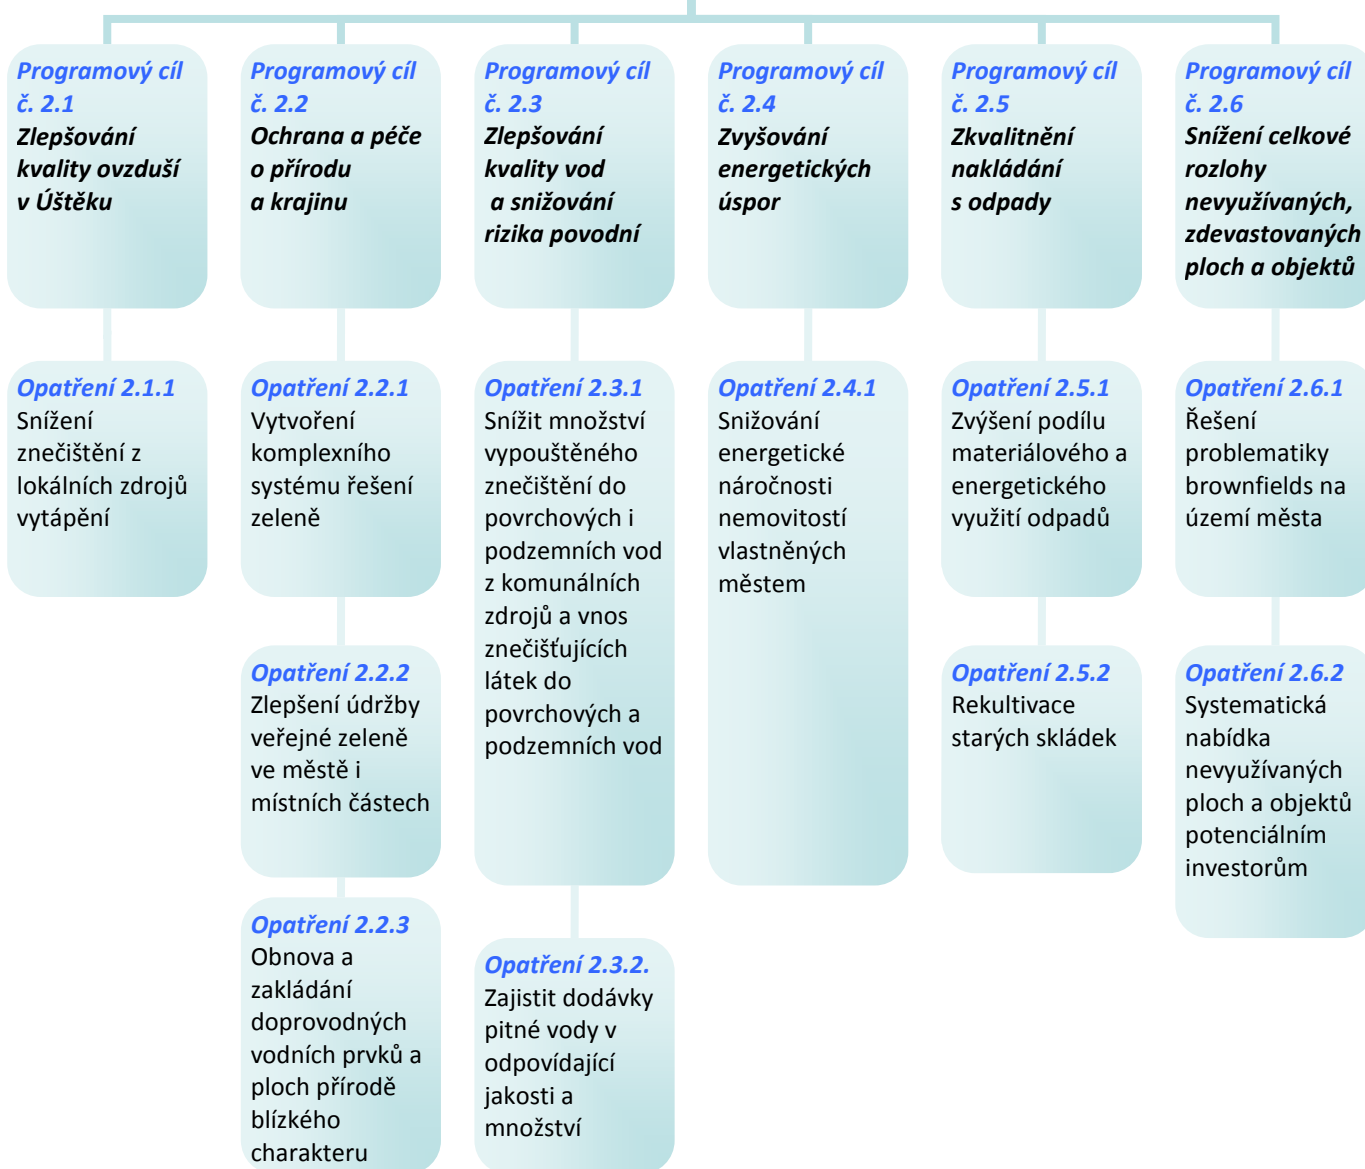 Programový cíl
č. 2.1
Zlepšování
kvality ovzduší
v Úštěku
Programový cíl
č. 2.2
Ochrana a péče
o přírodu
a krajinu
Programový cíl
č. 2.3
Zlepšování
kvality vod
a snižování
rizika povodní
Programový cíl
č. 2.4
Zvyšování
energetických
úspor
Programový cíl
č. 2.5
Zkvalitnění
nakládání
s odpady
Programový cíl
č. 2.6
Snížení celkové
rozlohy
nevyužívaných,
zdevastovaných
ploch a objektů
Opatření 2.1.1
Snížení
znečištění z
lokálních zdrojů
vytápění
Opatření 2.2.1
Vytvoření
komplexního
systému řešení
zeleně
Opatření 2.3.1
Snížit množství
vypouštěného
znečištění do
povrchových i
podzemních vod
z komunálních
zdrojů a vnos
znečišťujících
látek do
povrchových a
podzemních vod
Opatření 2.4.1
Snižování
energetické
náročnosti
nemovitostí
vlastněných
městem
Opatření 2.5.1
Zvýšení podílu
materiálového a
energetického
využití odpadů
Opatření 2.6.1
Řešení
problematiky
brownfields na
území města
Opatření 2.2.2
Zlepšení údržby
veřejné zeleně
ve městě i
místních částech
Opatření 2.5.2
Rekultivace
starých skládek
Opatření 2.6.2
Systematická
nabídka
nevyužívaných
ploch a objektů
potenciálním
investorům
Opatření 2.2.3
Obnova a
zakládání
doprovodných
vodních prvků a
ploch přírodě
blízkého
charakteru
Opatření 2.3.2.
Zajistit dodávky
pitné vody v
odpovídající
jakosti a
množství